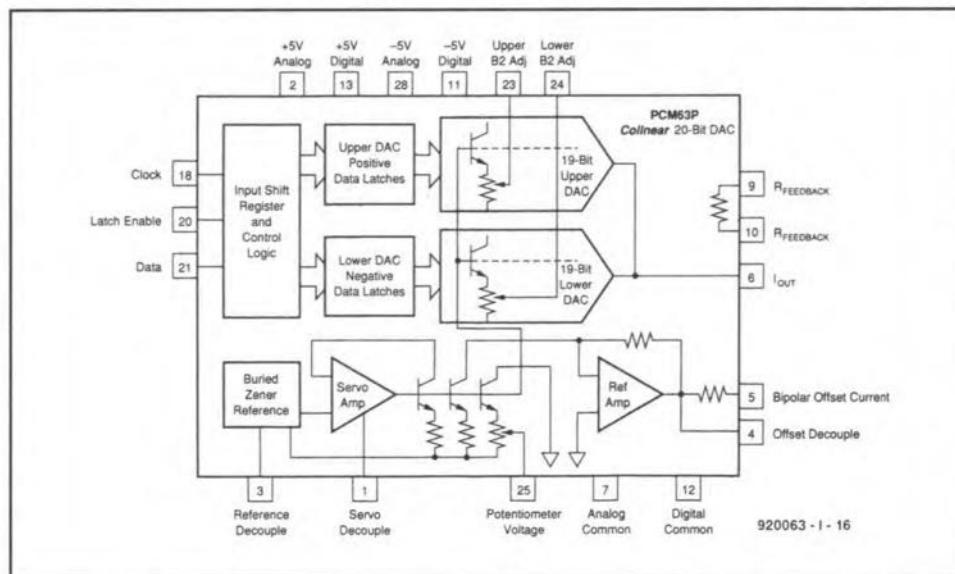 +5V +5V –5V –5V Upper Lower
Analog Digital Analog Digital B2 Adj B2 Adj
2 13 28 11 23 24
PCM63P
Colinear 20-Bit DAC
Clock
18
Latch Enable
20
Data
21
Input Shift
Register
and
Control
Logic
Upper DAC
Positive
Data Latches
19-Bit
Upper
DAC
Lower DAC
Negative
Data Latches
19-Bit
Lower
DAC
9 RFEEDBACK
10 RFEEDBACK
6 IOUT
Buried
Zener
Reference
Servo
Amp
Ref
Amp
5 Bipolar Offset Current
4 Offset Decouple
3 1 25 7 12
Reference Servo Potentiometer Analog Digital
Decouple Decouple Voltage Common Common
920063 - I - 16